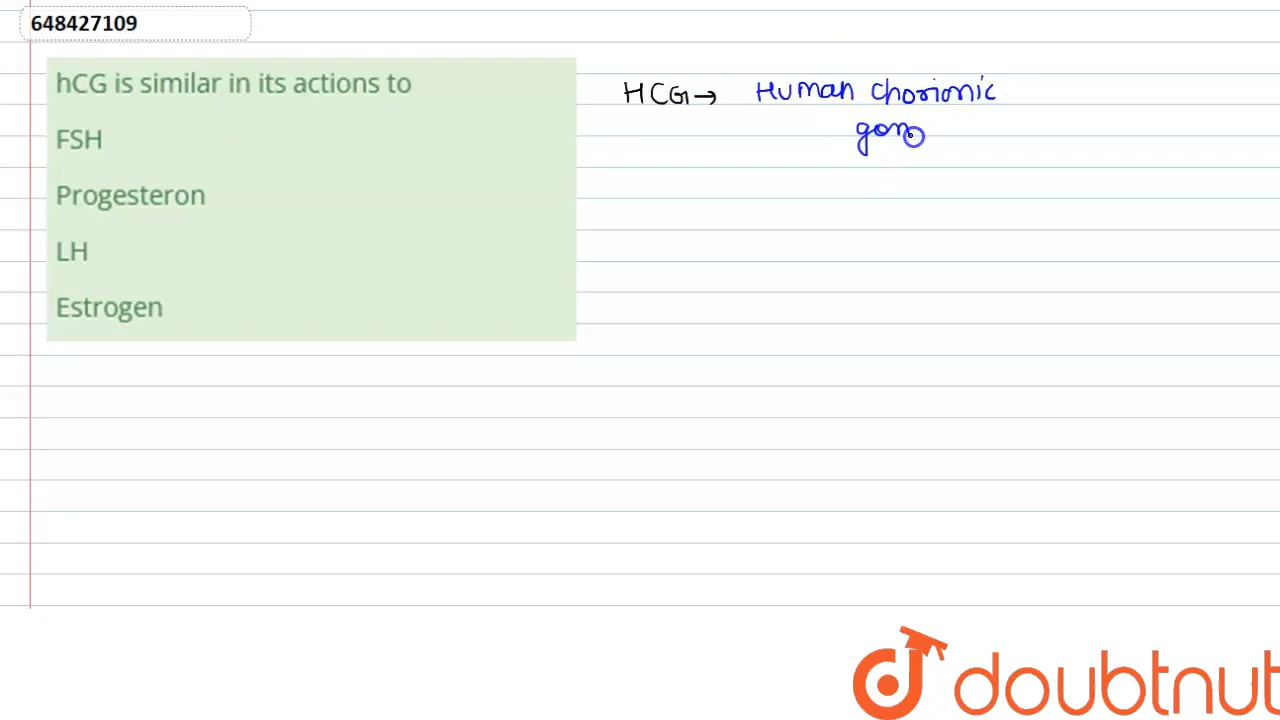 648427109
hCG is similar in its actions to
FSH
Progesteron
LH
Estrogen
HCG → Human Chorionic
gon
doubtnut